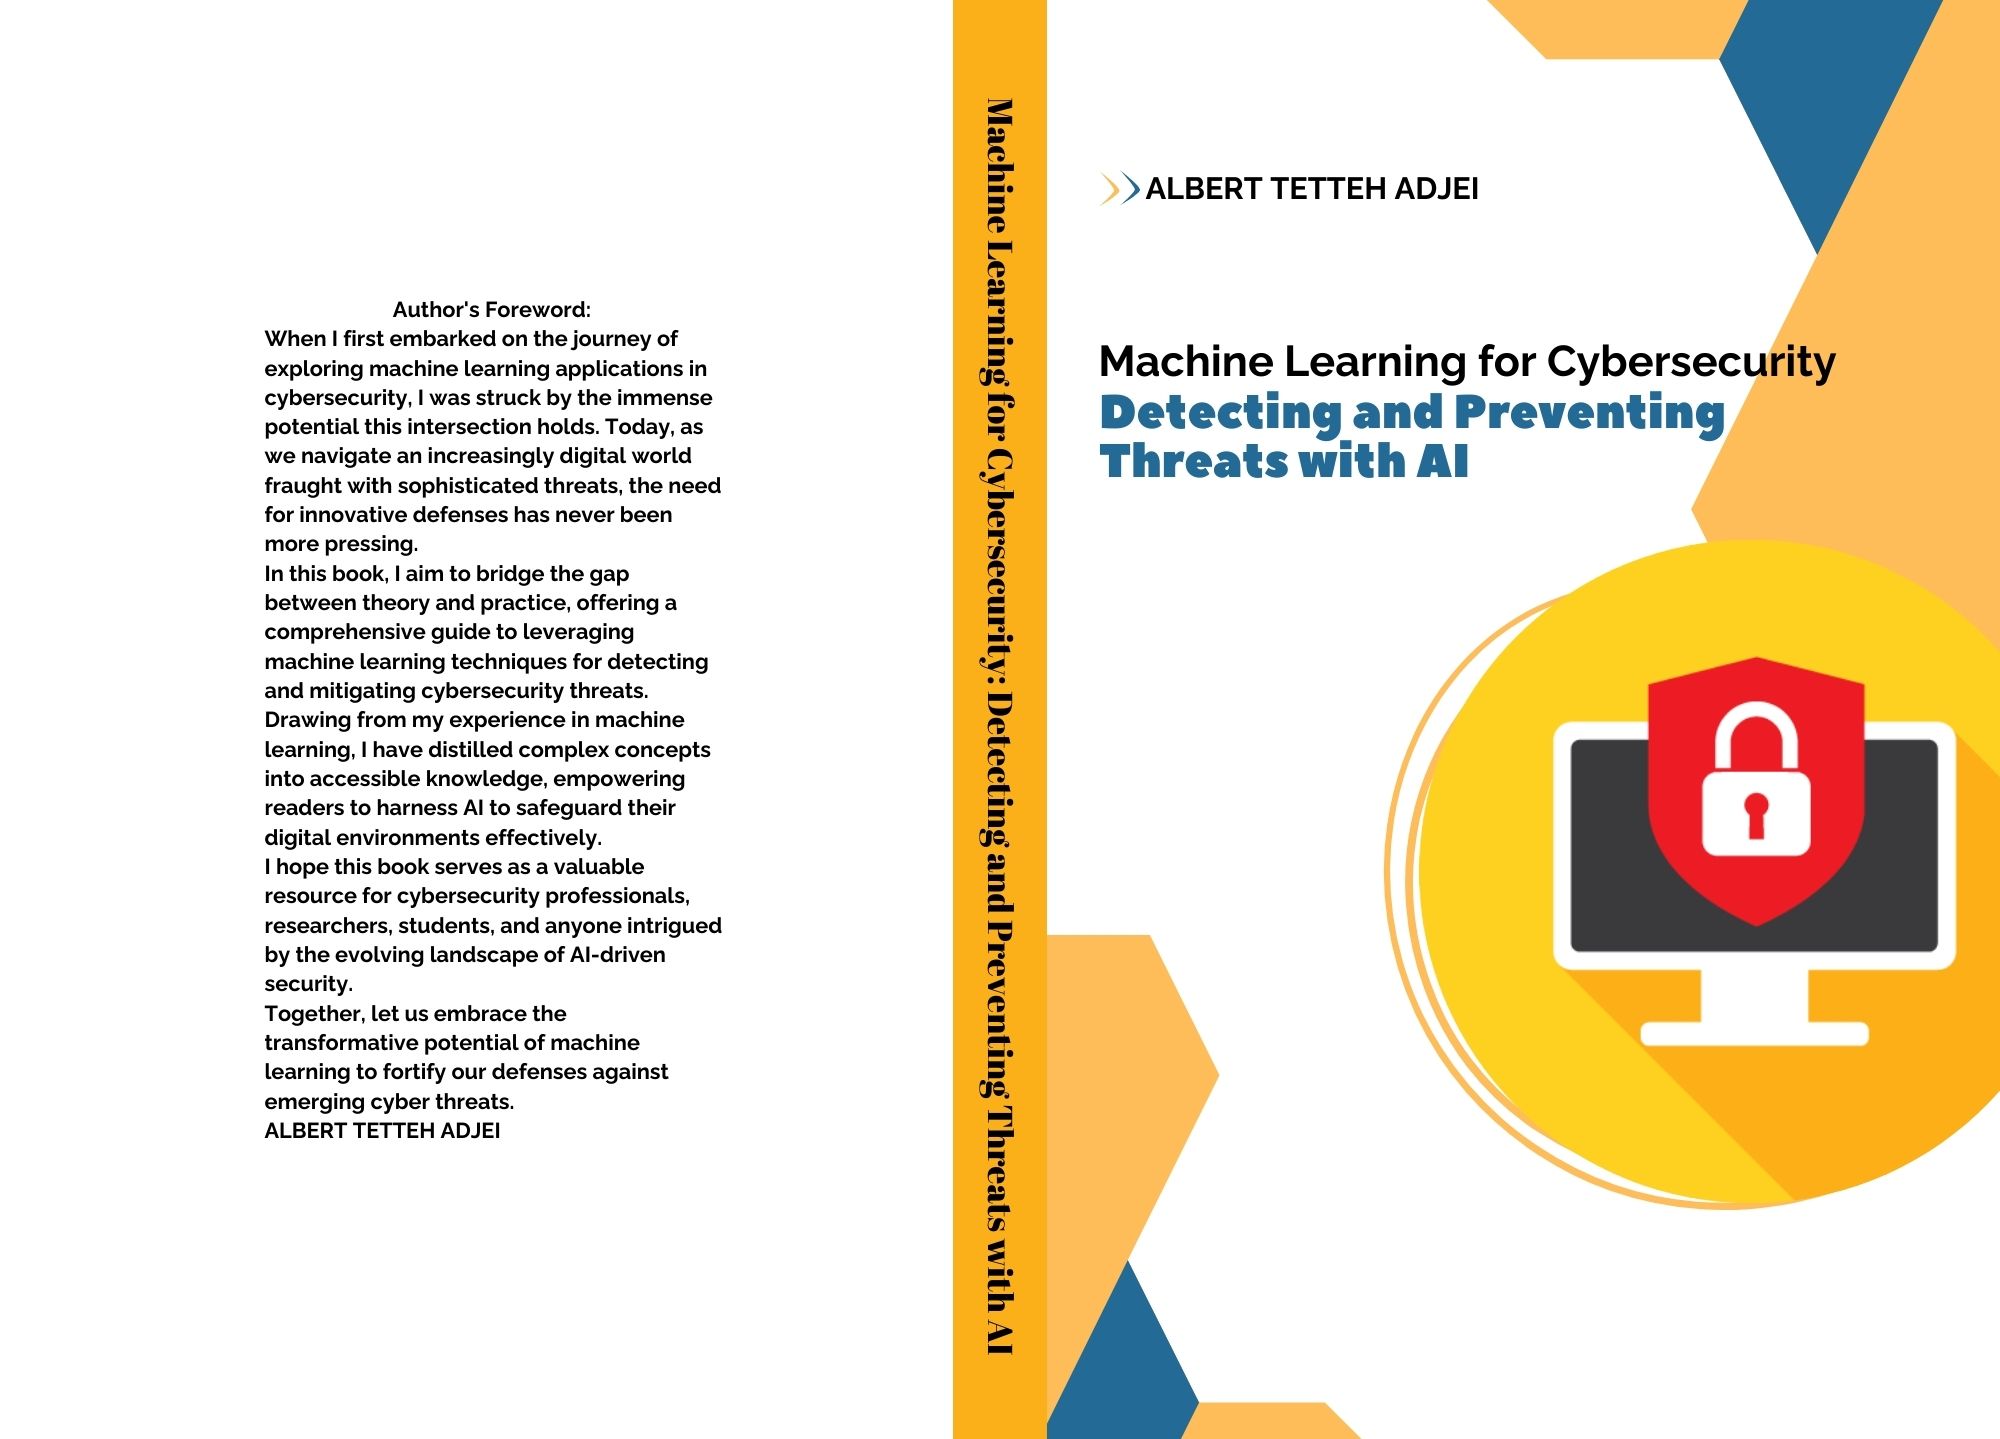 Author's Foreword:
When I first embarked on the journey of
exploring machine learning applications in
cybersecurity, I was struck by the immense
potential this intersection holds. Today, as
we navigate an increasingly digital world
fraught with sophisticated threats, the need
for innovative defenses has never been
more pressing.
In this book, I aim to bridge the gap
between theory and practice, offering a
comprehensive guide to leveraging
machine learning techniques for detecting
and mitigating cybersecurity threats.
Drawing from my experience in machine
learning, I have distilled complex concepts
into accessible knowledge, empowering
readers to harness AI to safeguard their
digital environments effectively.
I hope this book serves as a valuable
resource for cybersecurity professionals,
researchers, students, and anyone intrigued
by the evolving landscape of AI-driven
security.
Together, let us embrace the
transformative potential of machine
learning to fortify our defenses against
emerging cyber threats.
ALBERT TETTEH ADJEI
Machine Learning for Cybersecurity: Detecting and Preventing Threats with AI
ALBERT TETTEH ADJEI
Machine Learning for Cybersecurity
Detecting and Preventing
Threats with AI